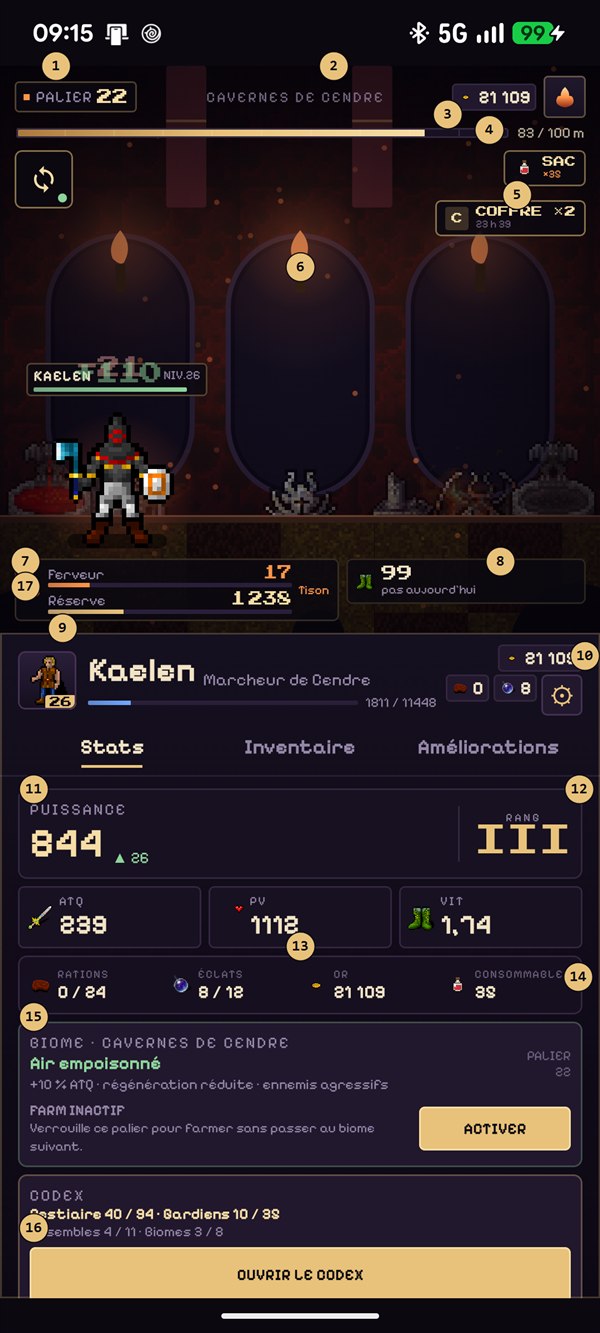 09:15
5G
99
1
2
PALIER 22
CAVERNES DE CENDRE
21 109
3
4
83 / 100 m
SAC
×38
5
C
COFFRE ×2
23 h 39
6
KAELEN
NIV.26
7
17
8
Ferveur
17
Tison
Réserve
1 238
99
pas aujourd'hui
9
10
21 109
26
Kaelen
Marcheur de Cendre
0
8
1811 / 11448
Stats
Inventaire
Améliorations
11
12
PUISSANCE
844
▲ 26
RANG
III
ATQ
239
PV
1112
VIT
1,74
13
14
RATIONS
0 / 24
ÉCLATS
8 / 12
OR
21 109
CONSOMMABLE
38
15
BIOME · CAVERNES DE CENDRE
Air empoisonné
PALIER
22
+10 % ATQ · régénération réduite · ennemis agressifs
FARM INACTIF
Verrouille ce palier pour farmer sans passer au biome
suivant.
ACTIVER
CODEX
Bestiaire 40 / 94 · Gardiens 10 / 38
16
sembles 4 / 11 · Biomes 3 / 8
OUVRIR LE CODEX